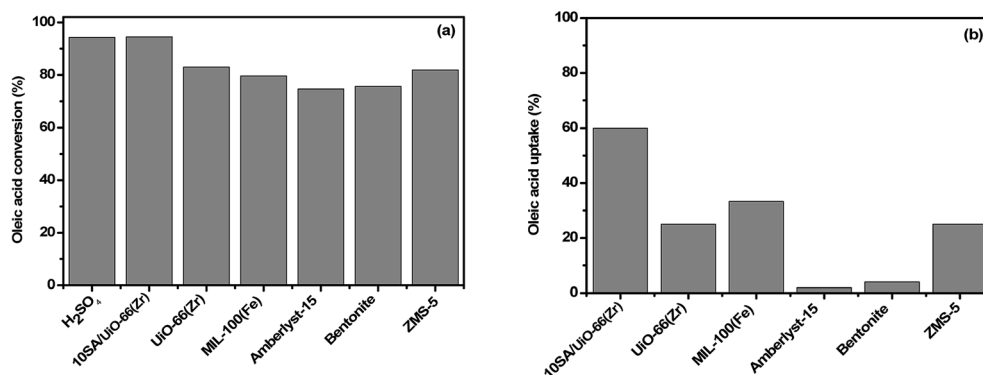 (a)
Oleic acid conversion (%)
100
80
60
40
20
0
H₂SO₄
10SA/UiO-66(Zr)
UiO-66(Zr)
MIL-100(Fe)
Amberlyst-15
Bentonite
ZMS-5
(b)
Oleic acid uptake (%)
100
80
60
40
20
0
10SA/UiO-66(Zr)
UiO-66(Zr)
MIL-100(Fe)
Amberlyst-15
Bentonite
ZMS-5